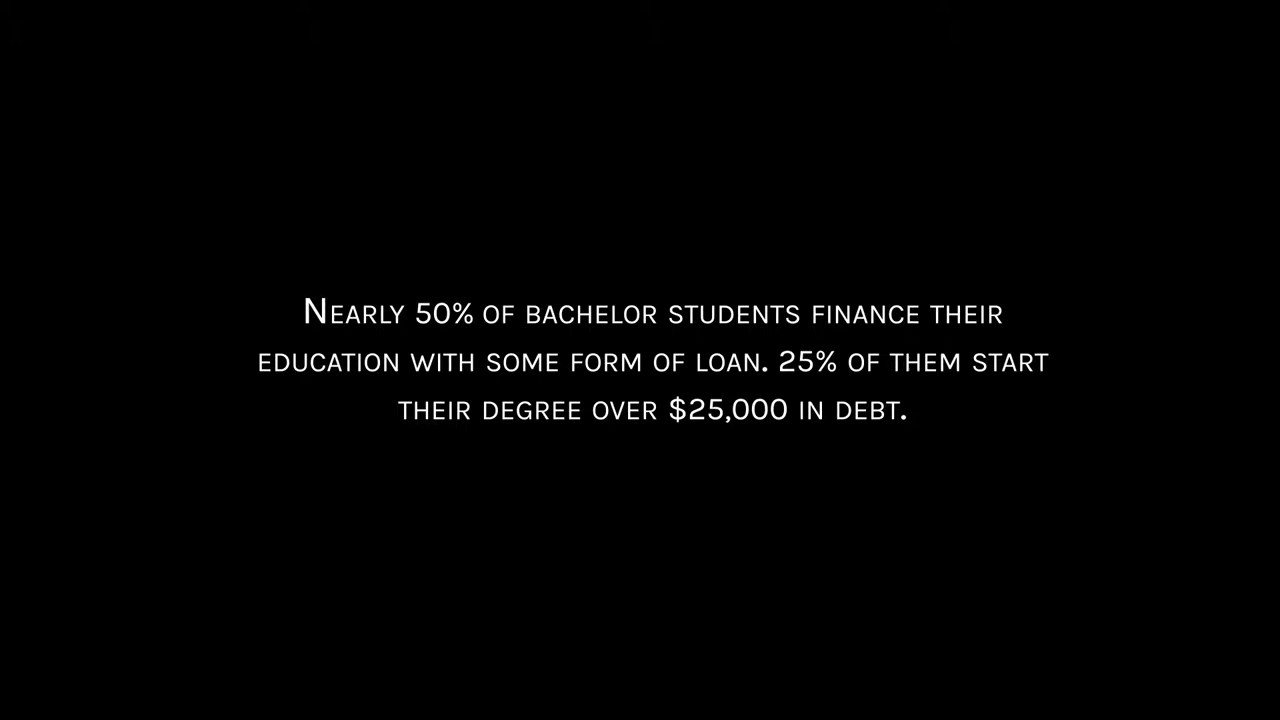 Nearly 50% of bachelor students finance their
education with some form of loan. 25% of them start
their degree over $25,000 in debt.